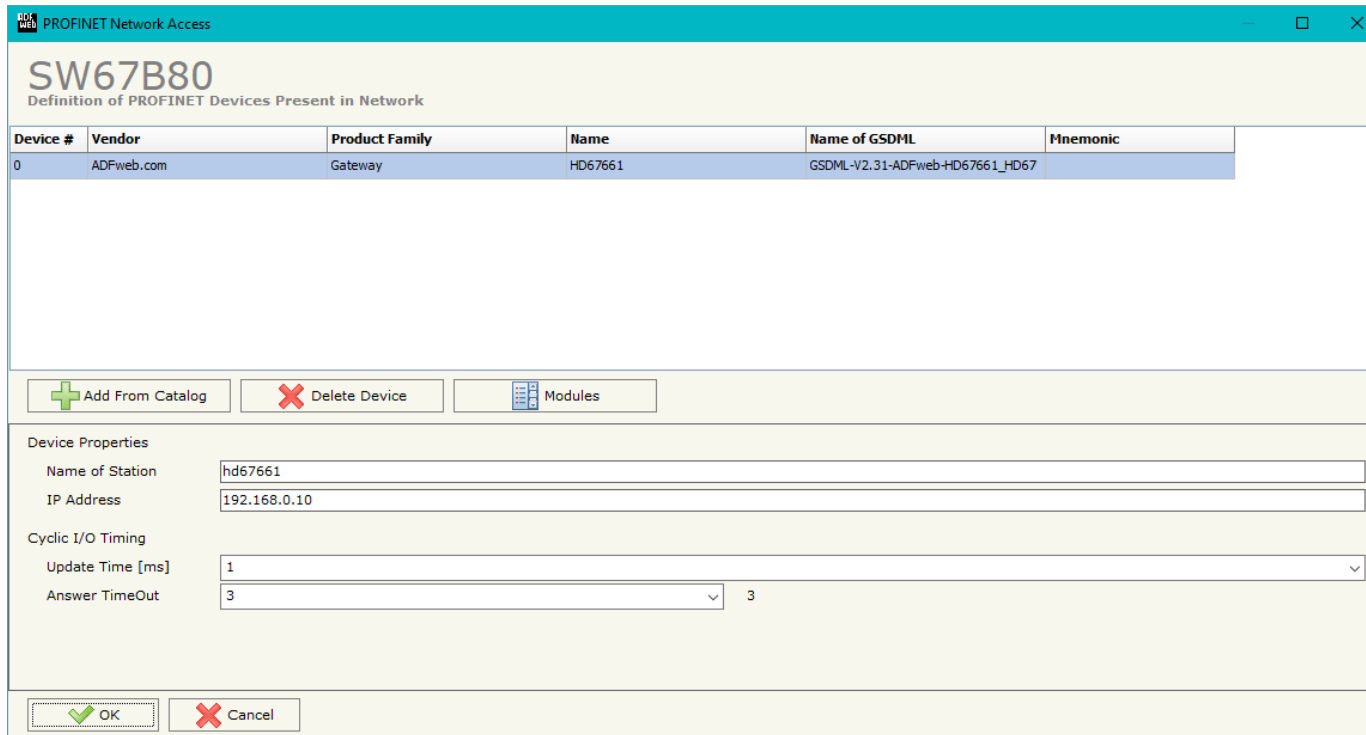 ADF WEB PROFINET Network Access
SW67B80
Definition of PROFINET Devices Present in Network
Device # Vendor Product Family Name Name of GSDML Mnemonic
0 ADFweb.com Gateway HD67661 GSDML-V2.31-ADFweb-HD67661_HD67
Add From Catalog Delete Device Modules
Device Properties
Name of Station hd67661
IP Address 192.168.0.10
Cyclic I/O Timing
Update Time [ms] 1
Answer TimeOut 3 3
OK Cancel